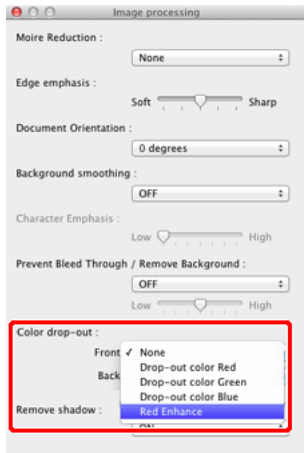 Image processing
Moire Reduction :
None
Edge emphasis :
Soft Sharp
Document Orientation :
0 degrees
Background smoothing :
OFF
Character Emphasis :
Low High
Prevent Bleed Through / Remove Background :
OFF
Low High
Color drop-out :
Front ✓ None
Drop-out color Red
Back Drop-out color Green
Drop-out color Blue
Remove shadow : Red Enhance
ON